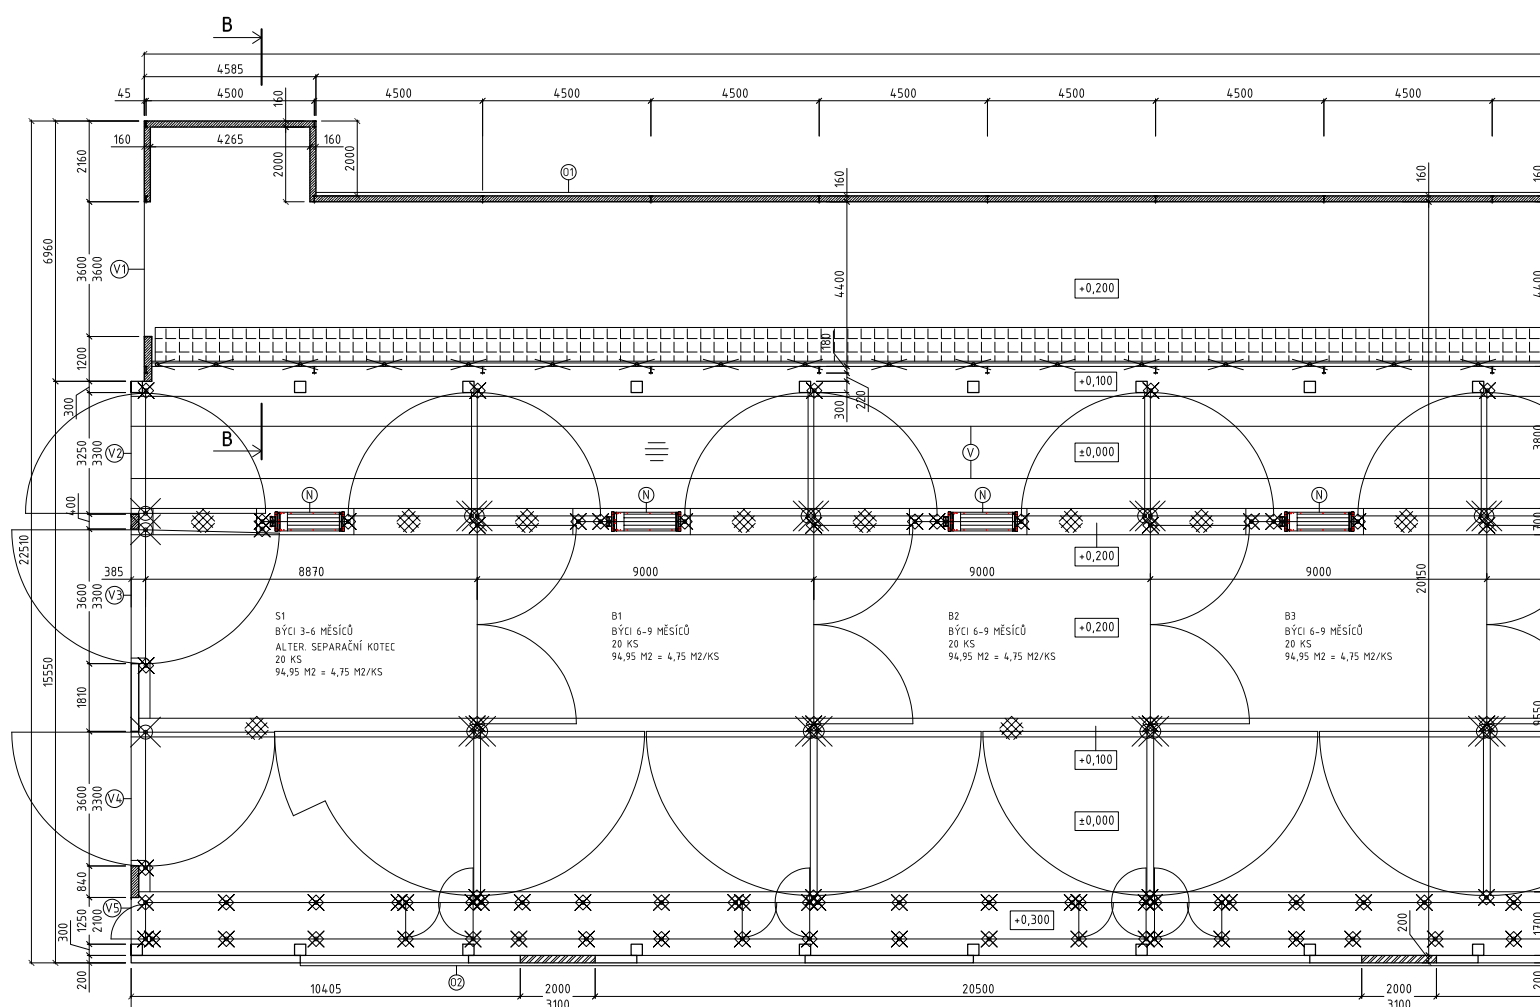 B
4585
45
4500
160
4500
4500
4500
4500
4500
4500
4500
160
4265
160
2000
2000
2160
O1
160
160
160
6960
3600
3600
V1
4400
+0,200
4400
1200
180
+0,100
300
300
220
B
3250
3300
V2
V
±0,000
3800
400
N
N
N
N
700
22510
+0,200
385
8870
9000
9000
9000
20150
3600
3300
V3
S1
BÝCI 3-6 MĚSÍCŮ
ALTER. SEPARAČNÍ KOTEC
20 KS
94,95 M2 = 4,75 M2/KS
B1
BÝCI 6-9 MĚSÍCŮ
20 KS
94,95 M2 = 4,75 M2/KS
B2
BÝCI 6-9 MĚSÍCŮ
20 KS
94,95 M2 = 4,75 M2/KS
+0,200
B3
BÝCI 6-9 MĚSÍCŮ
20 KS
94,95 M2 = 4,75 M2/KS
15550
1810
9550
+0,100
3600
3300
V4
±0,000
840
V5
1250
2100
+0,300
300
200
1700
200
O2
200
10405
2000
3100
20500
2000
3100